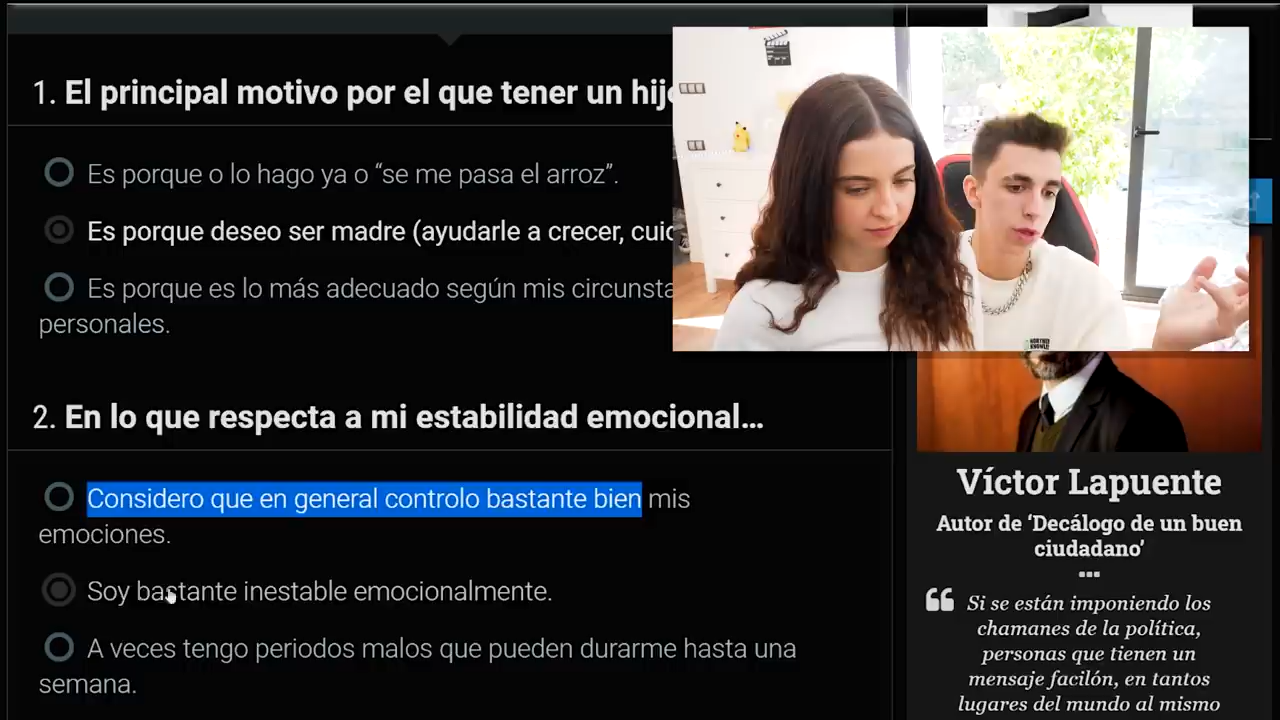 1. El principal motivo por el que tener un hij
Es porque o lo hago ya o “se me pasa el arroz”.
Es porque deseo ser madre (ayudarle a crecer,
Es porque es lo más adecuado según mis
personales.
2. En lo que respecta a mi estabilidad emocional...
Considero que en general controlo bastante bien mis
emociones.
Soy bastante inestable emocionalmente.
A veces tengo periodos malos que pueden durarme hasta una
semana.
Víctor Lapuente
Autor de ‘Decálogo de un buen
ciudadano’
Si se están imponiendo los
chamanes de la política,
personas que tienen un
mensaje facilón, en tantos
lugares del mundo al mismo